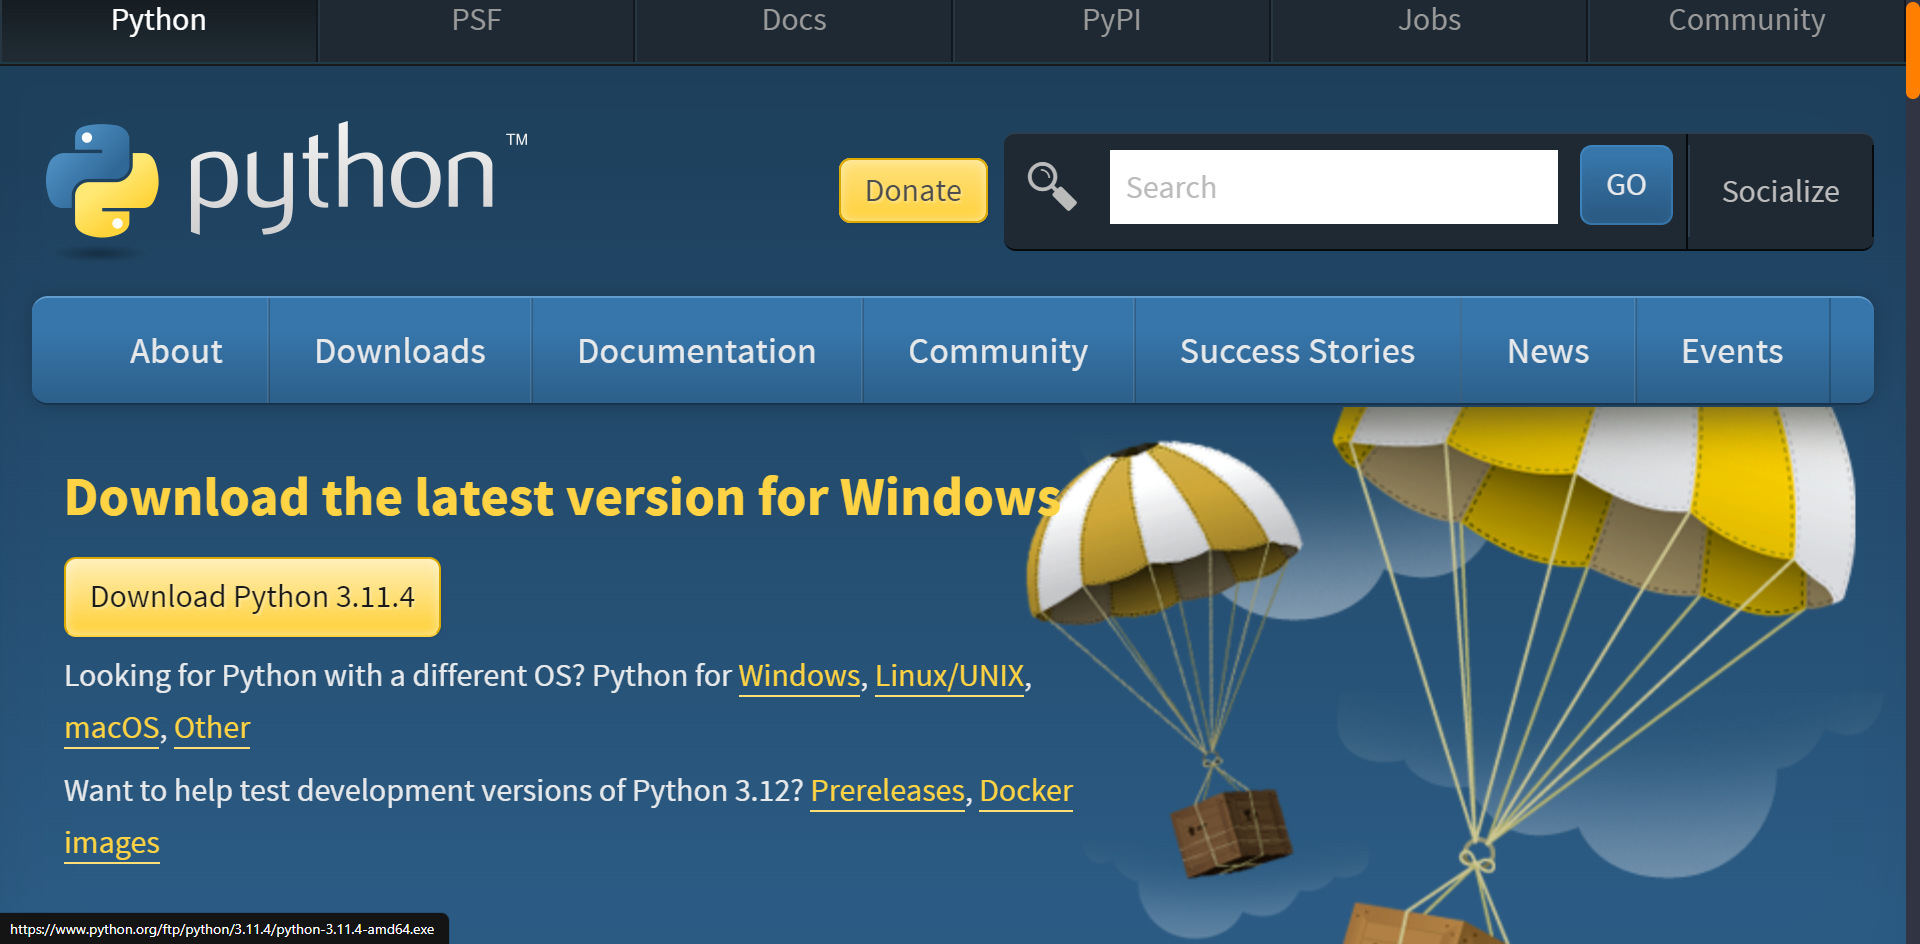 Python PSF Docs PyPI Jobs Community
python TM
Donate Search GO Socialize
About Downloads Documentation Community Success Stories News Events
Download the latest version for Windows
Download Python 3.11.4
Looking for Python with a different OS? Python for Windows, Linux/UNIX,
macOS, Other
Want to help test development versions of Python 3.12? Prereleases, Docker
images
https://www.python.org/ftp/python/3.11.4/python-3.11.4-amd64.exe